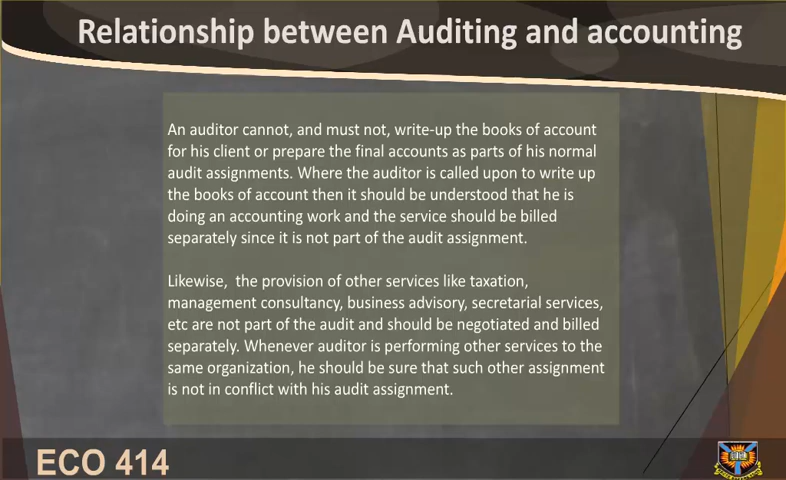 Relationship between Auditing and accounting
An auditor cannot, and must not, write-up the books of account
for his client or prepare the final accounts as parts of his normal
audit assignments. Where the auditor is called upon to write up
the books of account then it should be understood that he is
doing an accounting work and the service should be billed
separately since it is not part of the audit assignment.
Likewise,  the provision of other services like taxation,
management consultancy, business advisory, secretarial services,
etc are not part of the audit and should be negotiated and billed
separately. Whenever auditor is performing other services to the
same organization, he should be sure that such other assignment
is not in conflict with his audit assignment.
ECO 414